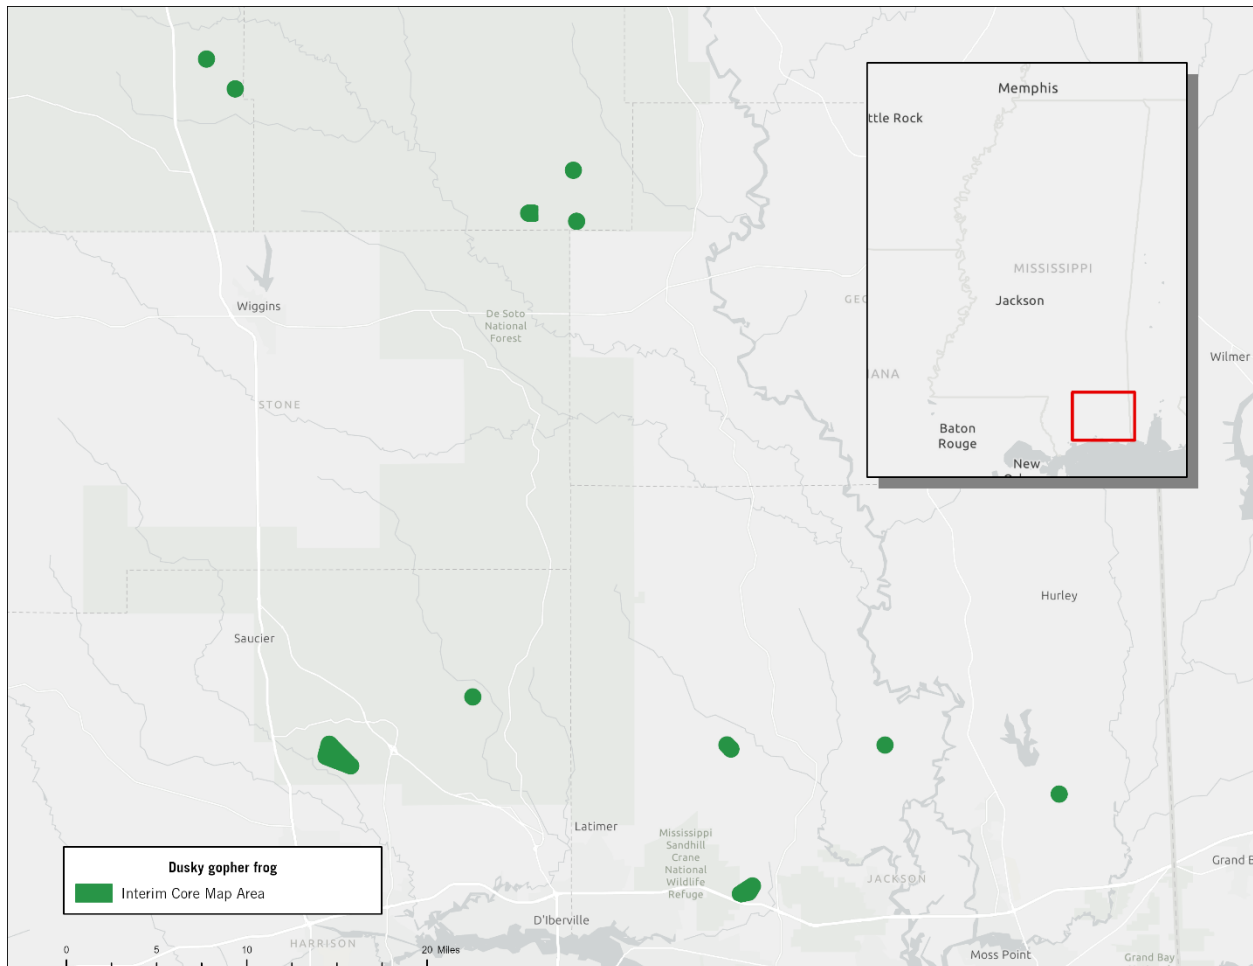 Memphis
ttle Rock
MISSISSIPPI
Jackson
IANA
Baton
Rouge
New
Wiggins
De Soto
National
Forest
GEO
Wilmer
STONE
Hurley
Saucier
Latimer
Mississippi
Sandhill
Crane
National
Wildlife
Refuge
JACKSON
Grand B
D'Iberville
HARRISON
Moss Point
Grand Bay
Dusky gopher frog
Interim Core Map Area
0 5 10 20 Miles